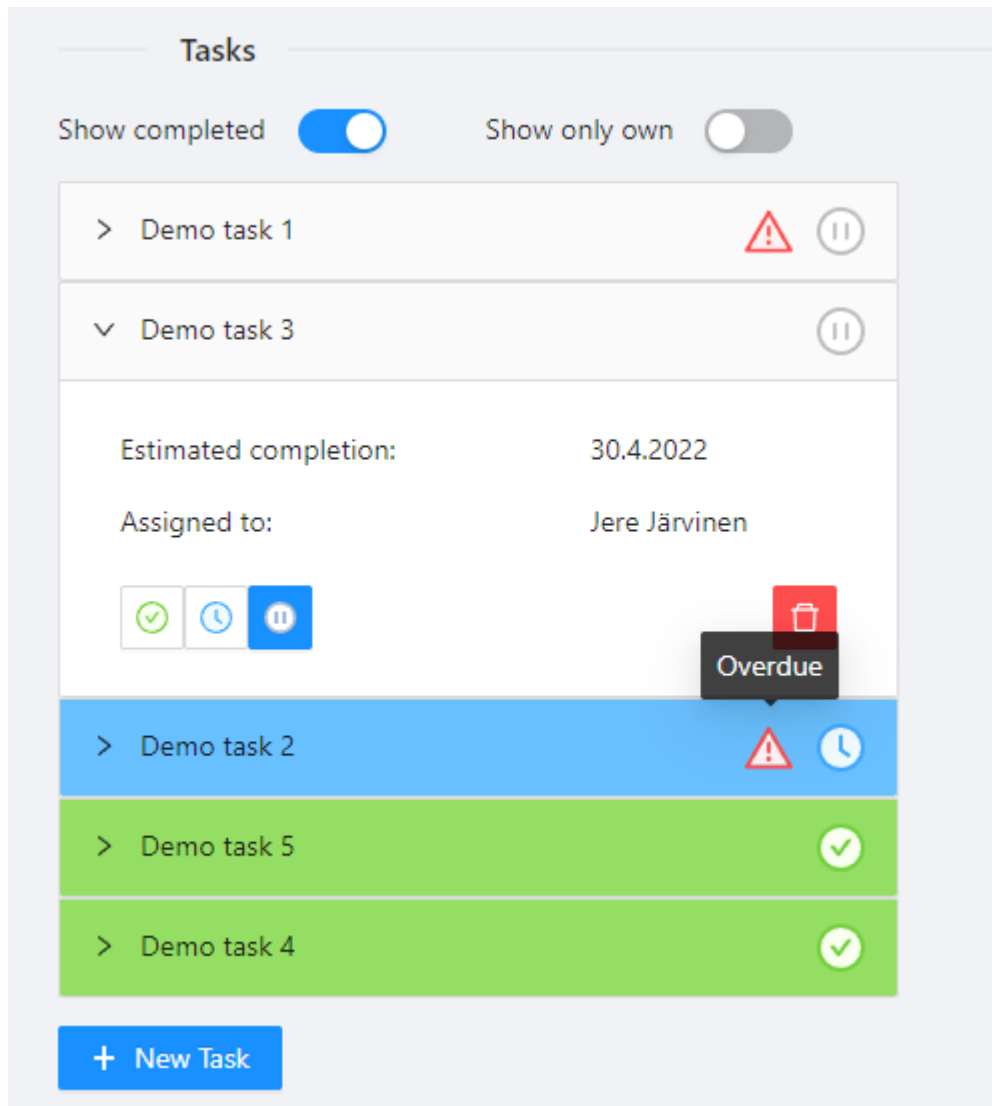 Tasks
Show completed Show only own
Demo task 1
Demo task 3
Estimated completion: 30.4.2022
Assigned to: Jere Järvinen
Overdue
Demo task 2
Demo task 5
Demo task 4
+ New Task